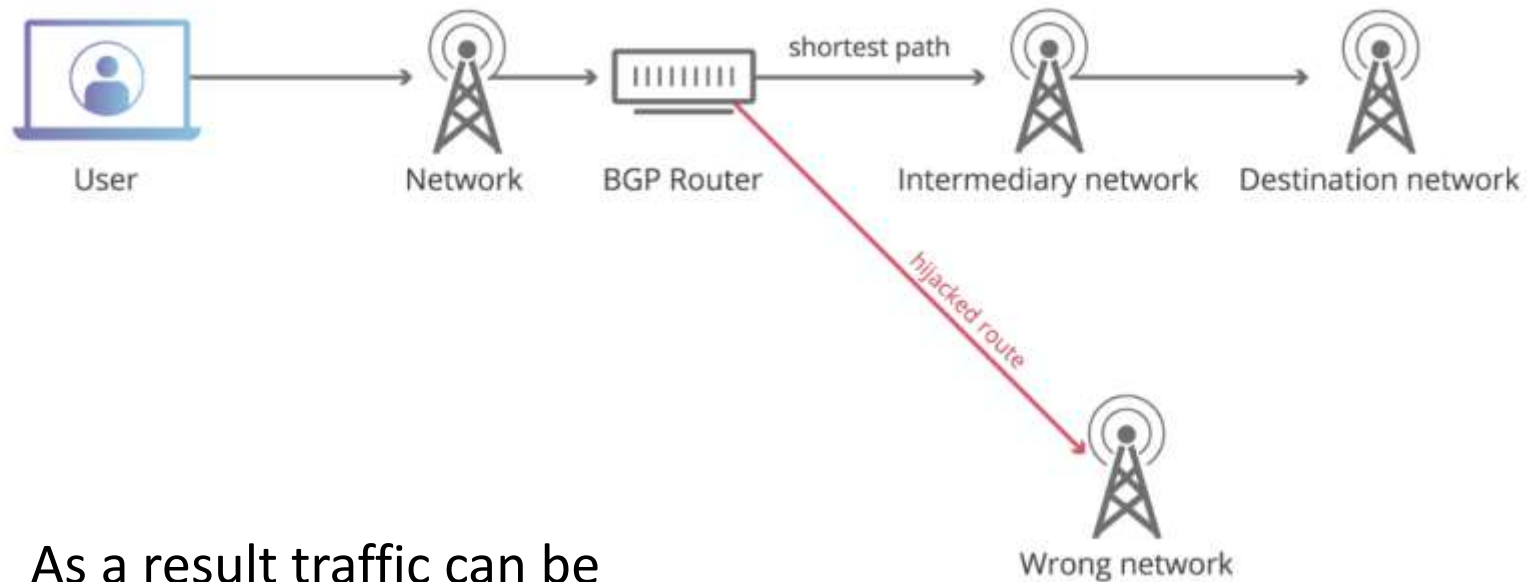 shortest path
User
Network
BGP Router
Intermediary network
Destination network
hijacked route
As a result traffic can be
Wrong network